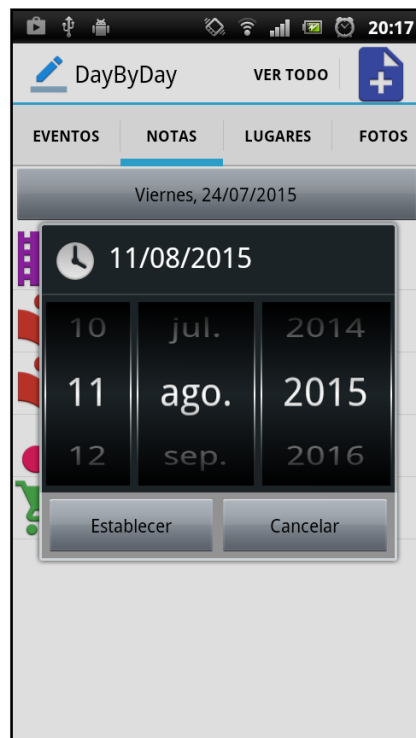 20:17
DayByDay VER TODO
EVENTOS NOTAS LUGARES FOTOS
Viernes, 24/07/2015
11/08/2015
10 jul. 2014
11 ago. 2015
12 sep. 2016
Establecer Cancelar